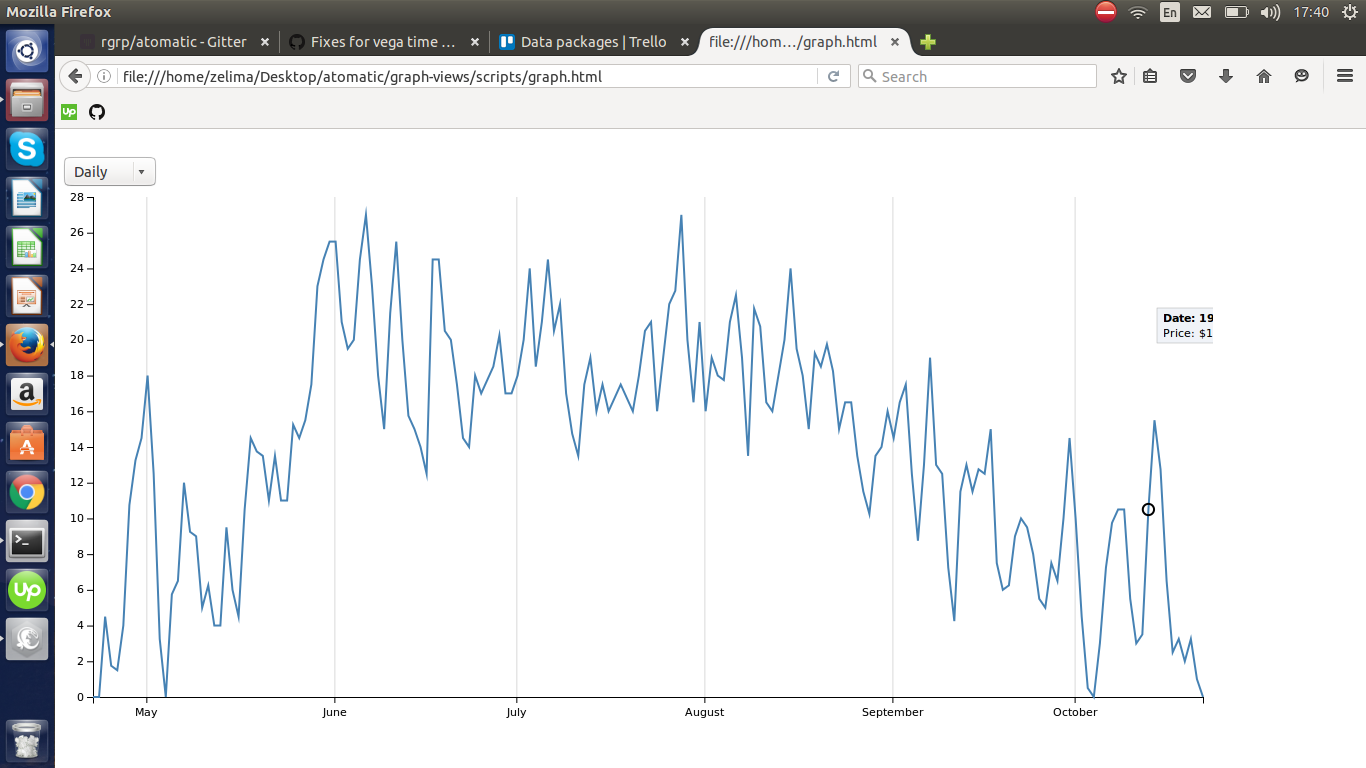 Mozilla Firefox
En
17:40
rgrp/atomatic - Gitter
Fixes for vega time ...
Data packages | Trello
file:///hom.../graph.html
file:///home/zelima/Desktop/atomatic/graph-views/scripts/graph.html
Search
Up
Daily
28
26
24
22
20
18
16
14
12
10
8
6
4
2
0
Date: 19
Price: $1
May
June
July
August
September
October
S
a
A
>_
Up